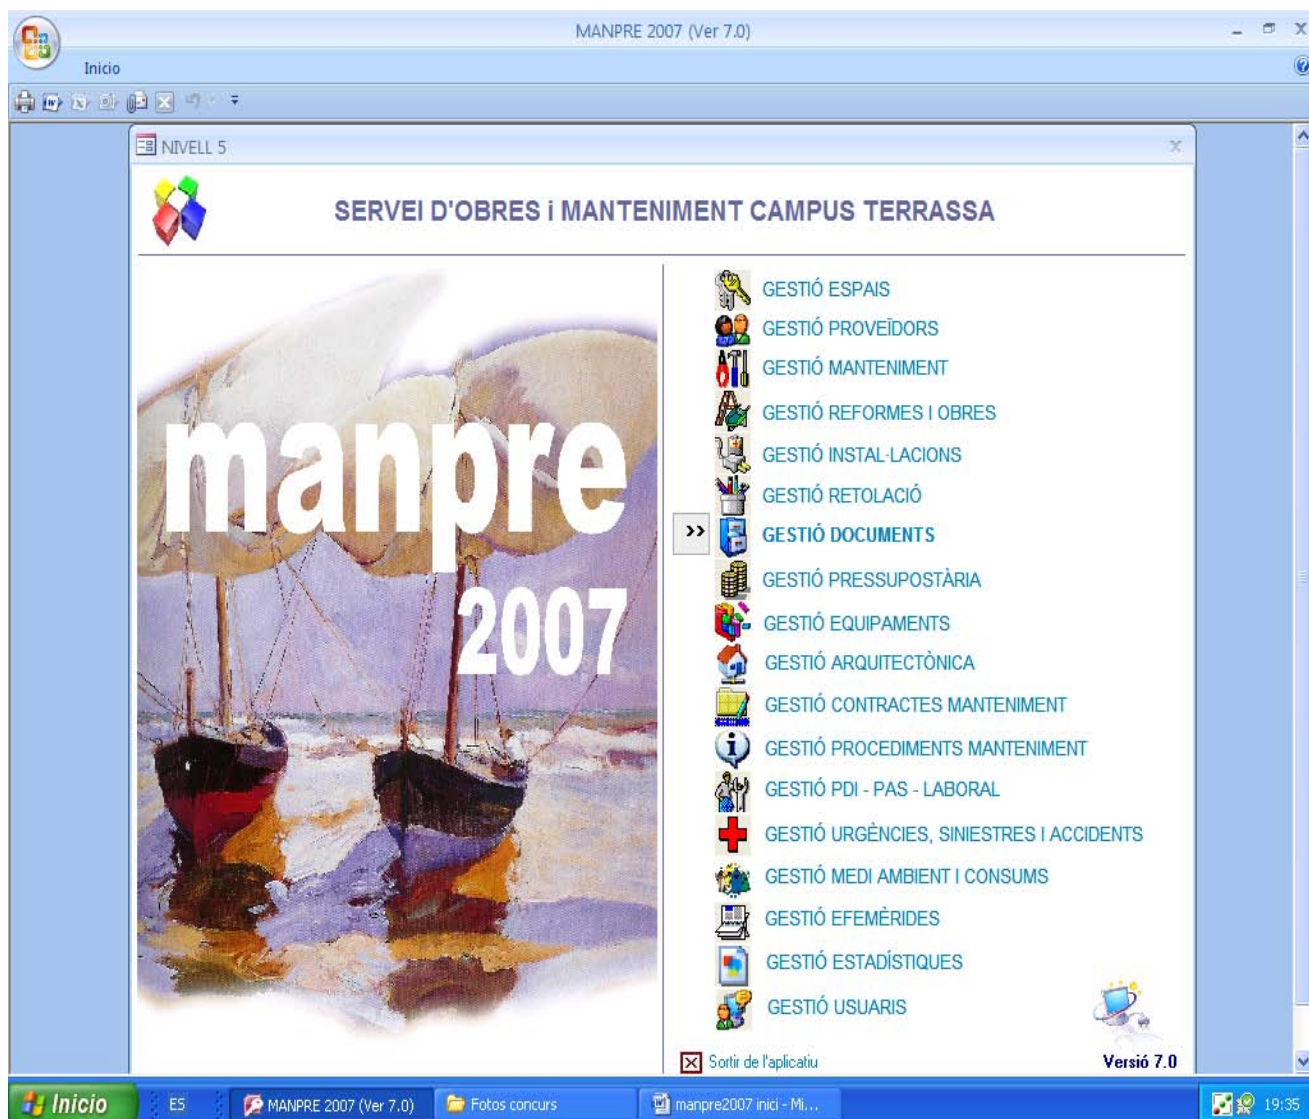 MANPRE 2007 (Ver 7.0)
Inicio
NIVELL 5
SERVEI D'OBRES i MANTENIMENT CAMPUS TERRASSA
manpre
2007
GESTIÓ ESPAIS
GESTIÓ PROVEÏDORS
GESTIÓ MANTENIMENT
GESTIÓ REFORMES I OBRES
GESTIÓ INSTAL·LACIONS
GESTIÓ RETOLACIÓ
>> GESTIÓ DOCUMENTS
GESTIÓ PRESSUPOSTÀRIA
GESTIÓ EQUIPAMENTS
GESTIÓ ARQUITECTÒNICA
GESTIÓ CONTRACTES MANTENIMENT
GESTIÓ PROCEDIMENTS MANTENIMENT
GESTIÓ PDI - PAS - LABORAL
GESTIÓ URGÈNCIES, SINIESTRES I ACCIDENTS
GESTIÓ MEDI AMBIENT I CONSUMS
GESTIÓ EFEMÈRIDES
GESTIÓ ESTADÍSTIQUES
GESTIÓ USUARIS
Sortir de l'aplicatiu
Versió 7.0
Inicio
ES
MANPRE 2007 (Ver 7.0)
Fotos concurs
manpre2007 inici - Mi...
19:35